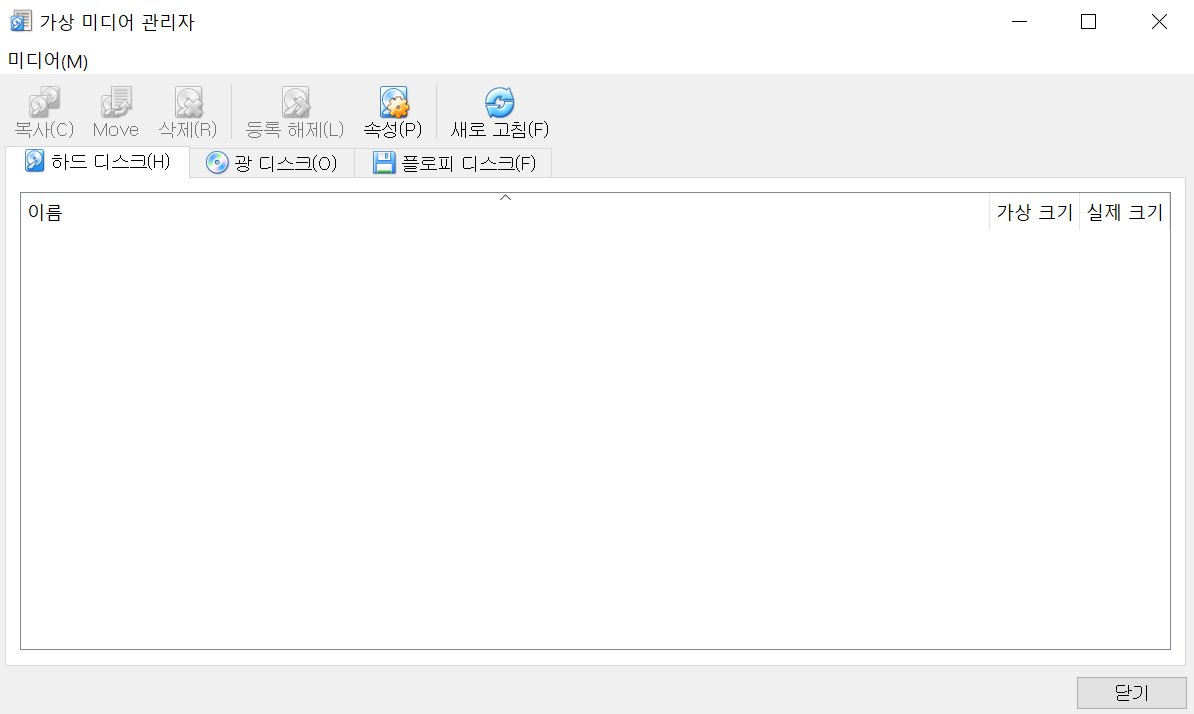 가상 미디어 관리자
미디어(M)
복사(C) Move 삭제(R) 등록 해제(L) 속성(P) 새로 고침(F)
하드 디스크(H) 광 디스크(O) 플로피 디스크(F)
이름 가상 크기 실제 크기
닫기